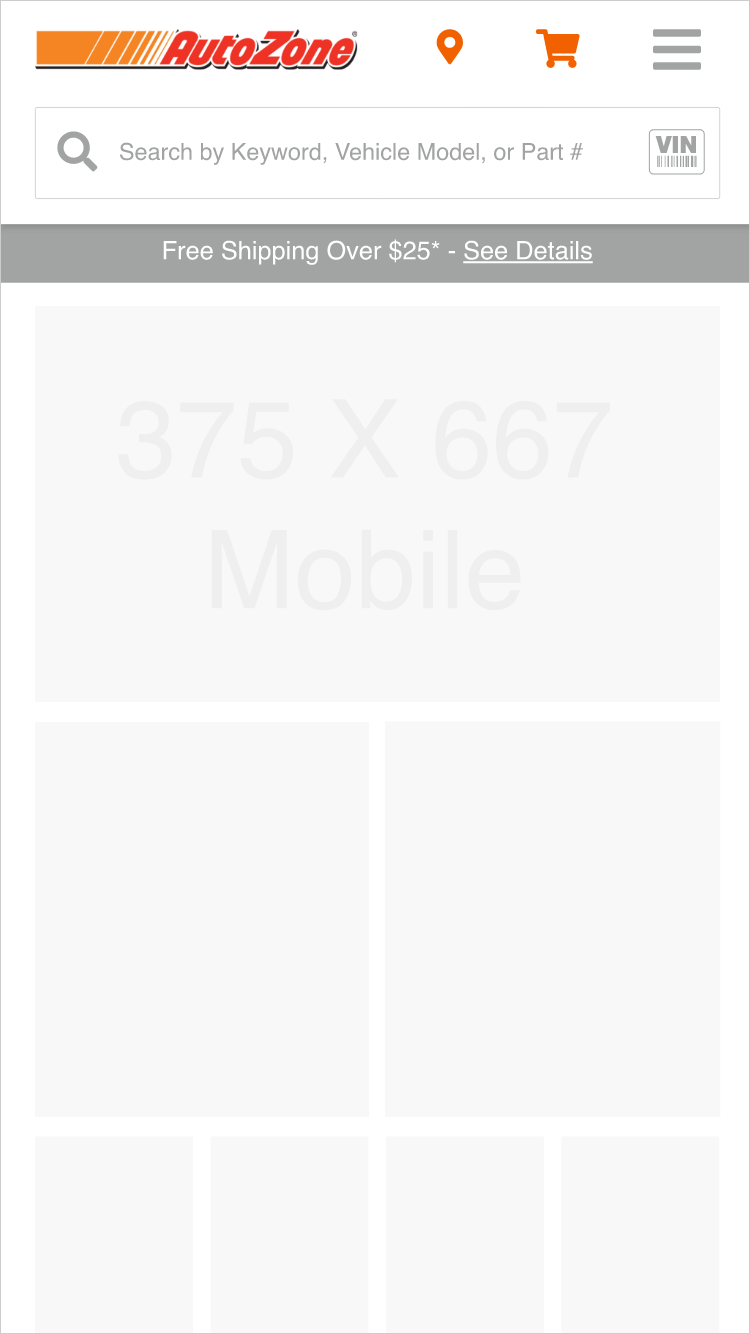 AutoZone
Search by Keyword, Vehicle Model, or Part #
VIN
Free Shipping Over $25* - See Details
375 X 667
Mobile